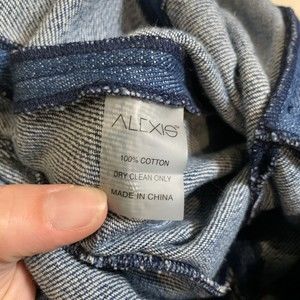 ALEXIS
100% COTTON
DRY CLEAN ONLY
MADE IN CHINA